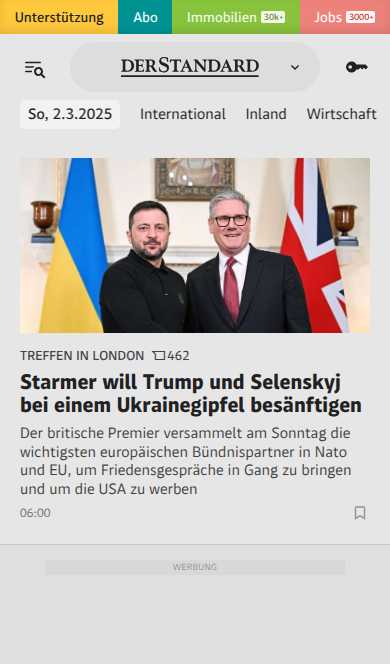 Unterstützung Abo Immobilien 30k+ Jobs 3000+
DERSTANDARD
So, 2.3.2025 International Inland Wirtschaft
TREFFEN IN LONDON 462
Starmer will Trump und Selenskyj
bei einem Ukrainegipfel besänftigen
Der britische Premier versammelt am Sonntag die
wichtigsten europäischen Bündnispartner in Nato
und EU, um Friedensgespräche in Gang zu bringen
und um die USA zu werben
06:00
WERBUNG